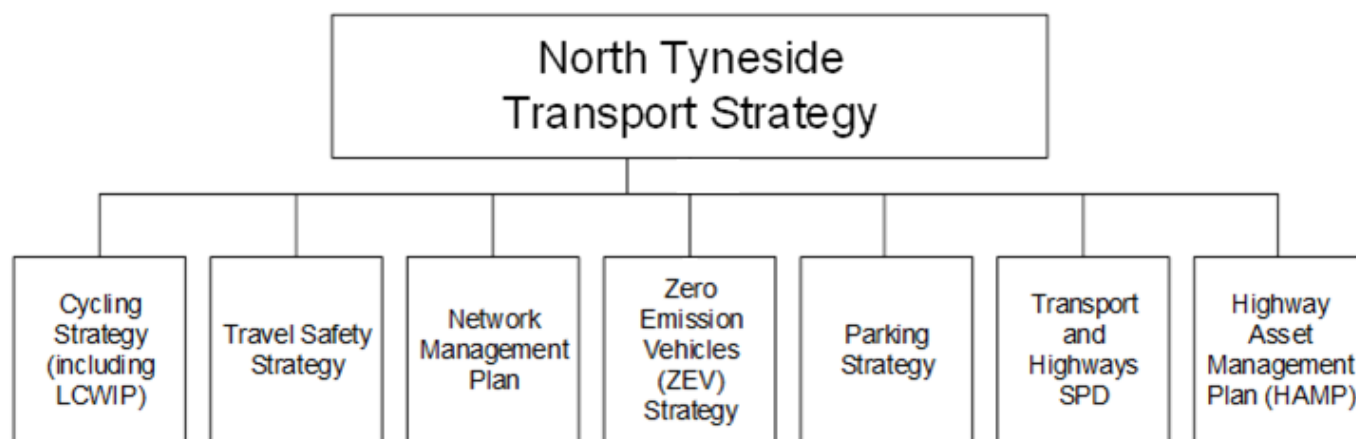 North Tyneside
Transport Strategy
Cycling
Strategy
(including
LCWIP)
Travel Safety
Strategy
Network
Management
Plan
Zero
Emission
Vehicles
(ZEV)
Strategy
Parking
Strategy
Transport
and
Highways
SPD
Highway
Asset
Management
Plan (HAMP)